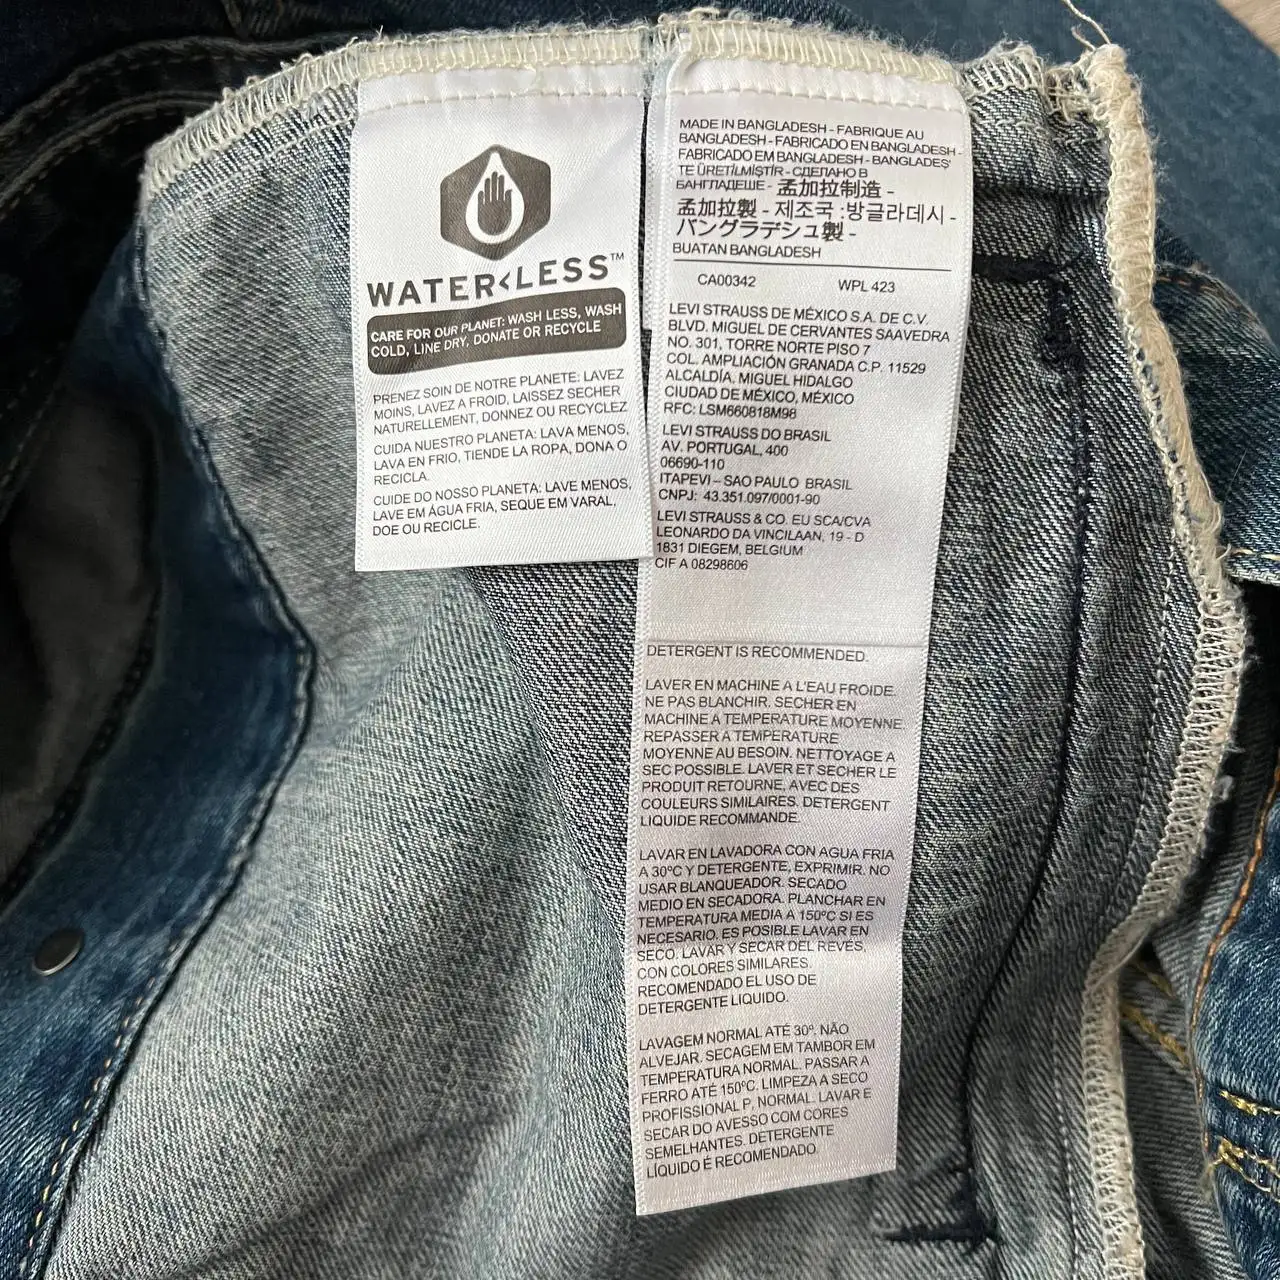 WATER<LESS™
CARE FOR OUR PLANET: WASH LESS, WASH
COLD, LINE DRY, DONATE OR RECYCLE
PRENEZ SOIN DE NOTRE PLANETE: LAVEZ
MOINS, LAVEZ A FROID, LAISSEZ SECHER
NATURELLEMENT, DONNEZ OU RECYCLEZ
CUIDA NUESTRO PLANETA: LAVA MENOS,
LAVA EN FRIO, TIENDE LA ROPA, DONA O
RECICLA.
CUIDE DO NOSSO PLANETA: LAVE MENOS,
LAVE EM ÁGUA FRIA, SEQUE EM VARAL,
DOE OU RECICLE.
MADE IN BANGLADESH - FABRIQUE AU
BANGLADESH - FABRICADO EN BANGLADESH -
FABRICADO EM BANGLADESH - BANGLADEŞ'
TE ÜRETİLMİŞTİR - СДЕЛАНО В
БАНГЛАДЕШЕ - 孟加拉制造 -
孟加拉製 - 제조국 :방글라데시 -
バングラデシュ製 -
BUATAN BANGLADESH
CA00342 WPL 423
LEVI STRAUSS DE MÉXICO S.A. DE C.V.
BLVD. MIGUEL DE CERVANTES SAAVEDRA
NO. 301, TORRE NORTE PISO 7
COL. AMPLIACIÓN GRANADA C.P. 11529
ALCALDÍA. MIGUEL HIDALGO
CIUDAD DE MÉXICO, MÉXICO
RFC: LSM660818M98
LEVI STRAUSS DO BRASIL
AV. PORTUGAL, 400
06690-110
ITAPEVI – SAO PAULO BRASIL
CNPJ: 43.351.097/0001-90
LEVI STRAUSS & CO. EU SCA/CVA
LEONARDO DA VINCILAAN, 19 - D
1831 DIEGEM, BELGIUM
CIF A 08298606
DETERGENT IS RECOMMENDED.
LAVER EN MACHINE A L'EAU FROIDE.
NE PAS BLANCHIR. SECHER EN
MACHINE A TEMPERATURE MOYENNE.
REPASSER A TEMPERATURE
MOYENNE AU BESOIN. NETTOYAGE A
SEC POSSIBLE. LAVER ET SECHER LE
PRODUIT RETOURNE, AVEC DES
COULEURS SIMILAIRES. DETERGENT
LIQUIDE RECOMMANDE.
LAVAR EN LAVADORA CON AGUA FRIA
A 30ºC Y DETERGENTE, EXPRIMIR. NO
USAR BLANQUEADOR. SECADO
MEDIO EN SECADORA. PLANCHAR EN
TEMPERATURA MEDIA A 150ºC SI ES
NECESARIO. ES POSIBLE LAVAR EN
SECO. LAVAR Y SECAR DEL REVES,
CON COLORES SIMILARES.
RECOMENDADO EL USO DE
DETERGENTE LIQUIDO.
LAVAGEM NORMAL ATÉ 30º. NÃO
ALVEJAR. SECAGEM EM TAMBOR EM
TEMPERATURA NORMAL. PASSAR A
FERRO ATÉ 150ºC. LIMPEZA A SECO
PROFISSIONAL P, NORMAL. LAVAR E
SECAR DO AVESSO COM CORES
SEMELHANTES. DETERGENTE
LÍQUIDO É RECOMENDADO.